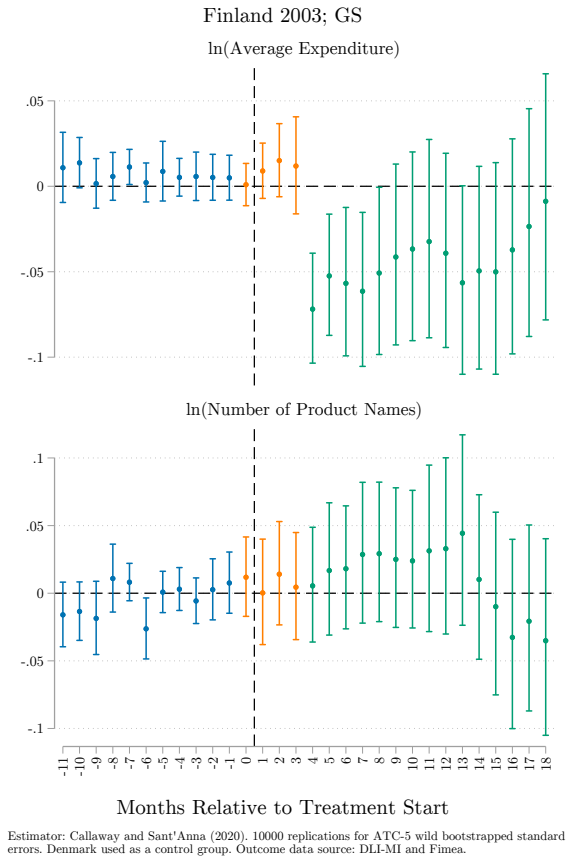 Finland 2003; GS
ln(Average Expenditure)
.05
0
-.05
-.1
ln(Number of Product Names)
.1
.05
0
-.05
-.1
-11 -10 -9 -8 -7 -6 -5 -4 -3 -2 -1 0 1 2 3 4 5 6 7 8 9 10 11 12 13 14 15 16 17 18
Months Relative to Treatment Start
Estimator: Callaway and Sant'Anna (2020). 10000 replications for ATC-5 wild bootstrapped standard
errors. Denmark used as a control group. Outcome data source: DLI-MI and Fimea.